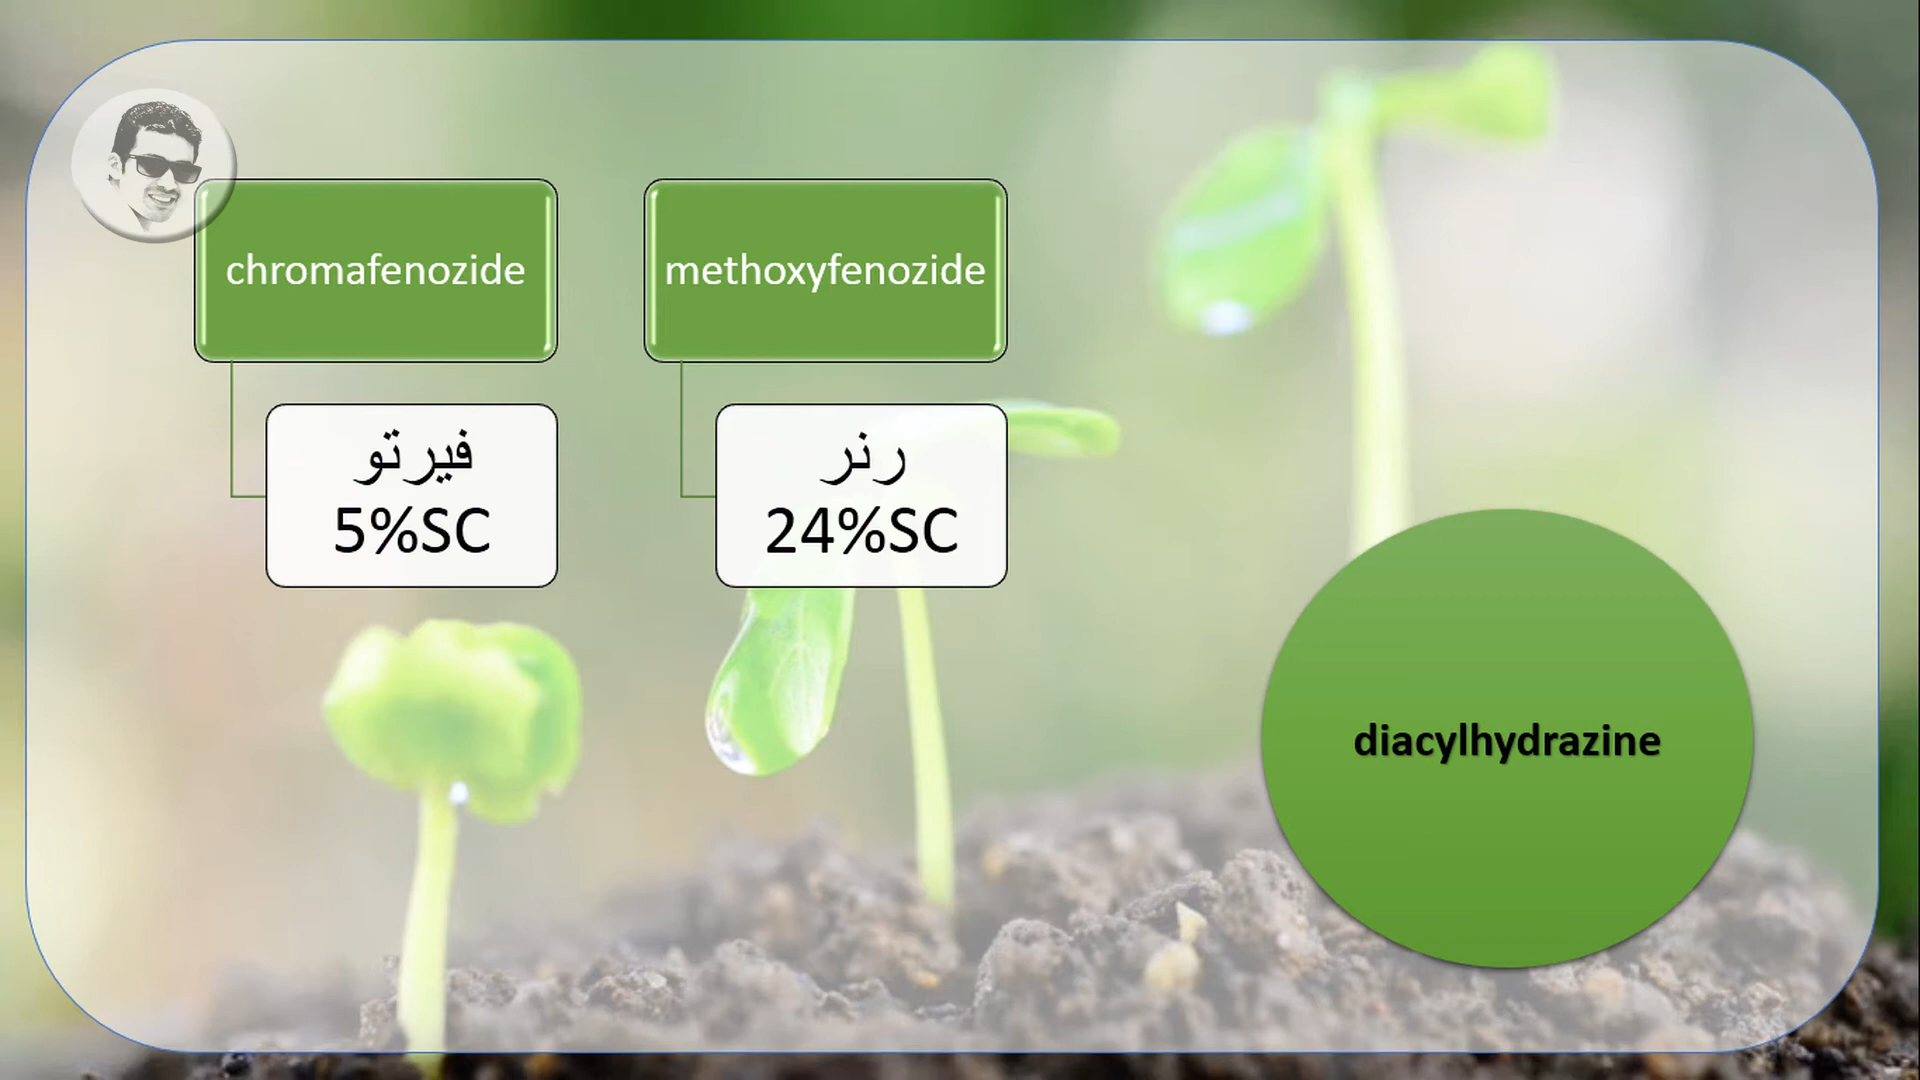 chromafenozide
فيرتو
5%SC
methoxyfenozide
رنر
24%SC
diacylhydrazine